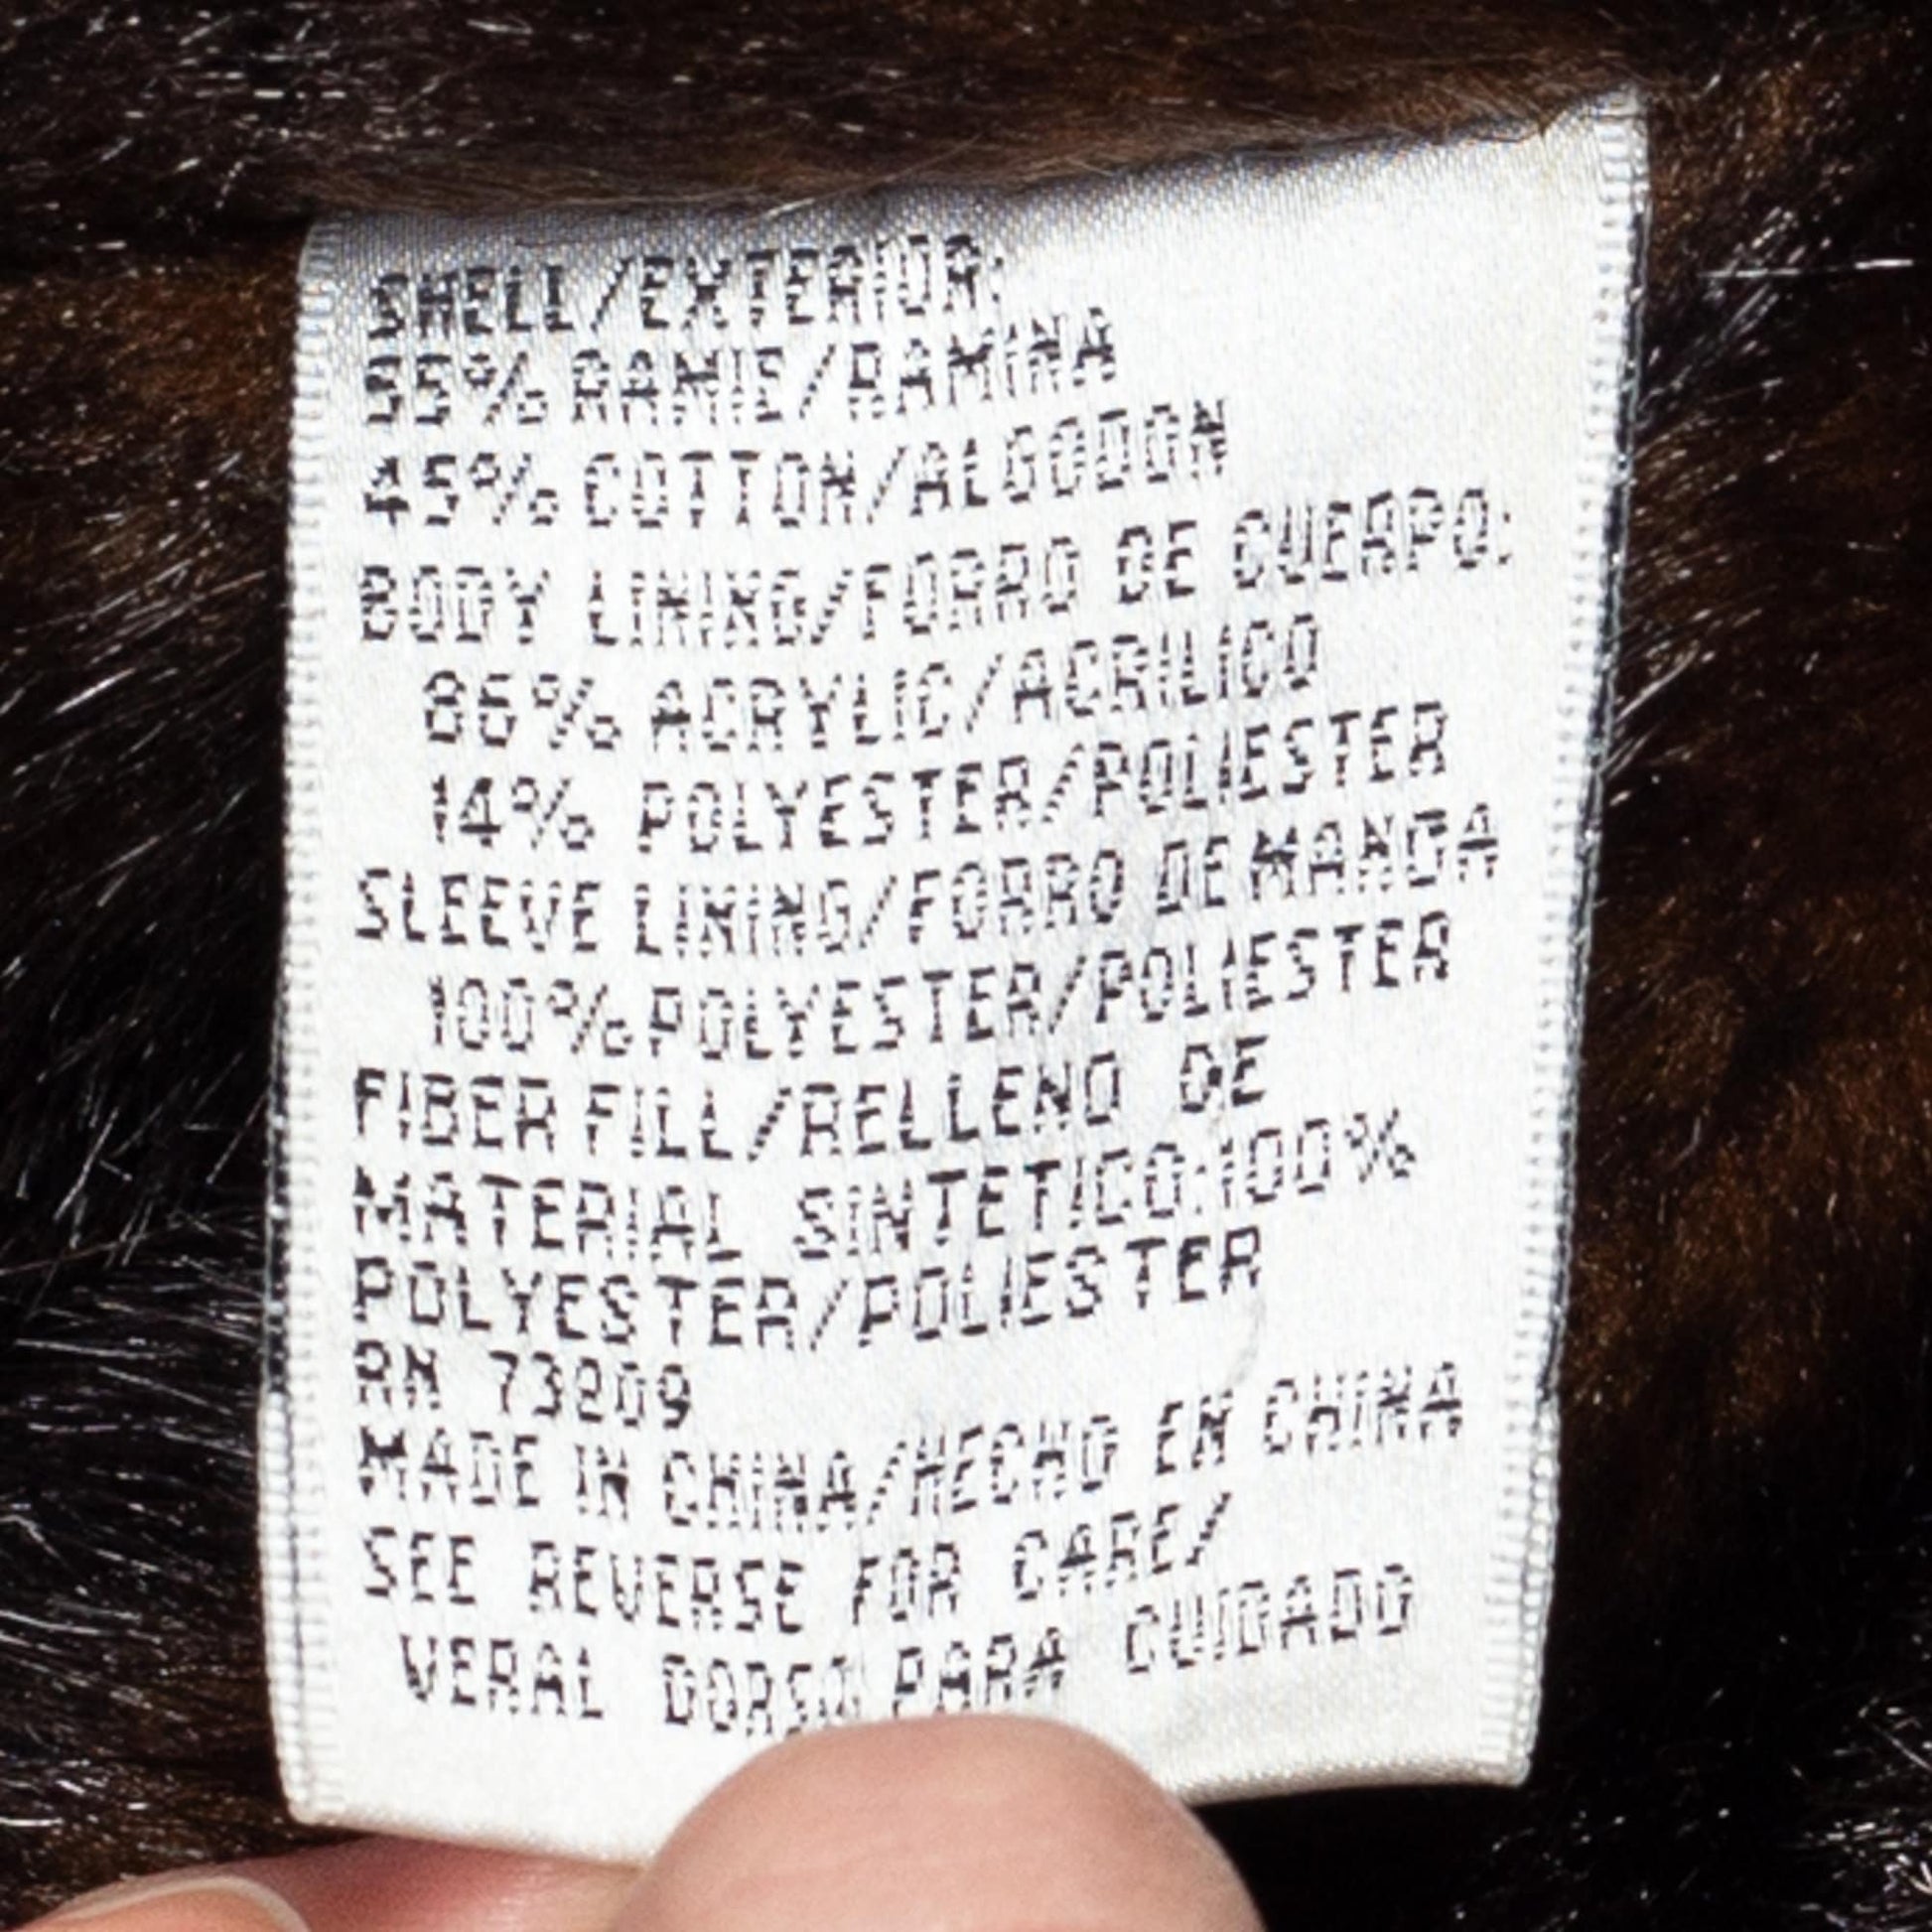 SHELL/EXTERIOR:
55% RAMIE/RAMINA
45% COTTON/ALGODON
BODY LINING/FORRO DE CUERPO:
86% ACRYLIC/ACRILICO
14% POLYESTER/POLIESTER
SLEEVE LINING/FORRO DE MANGA
100% POLYESTER/POLIESTER
FIBER FILL/RELLENO DE
MATERIAL SINTETICO:100%
POLYESTER/POLIESTER
RN 73209
MADE IN CHINA/HECHO EN CHINA
SEE REVERSE FOR CARE/
VERAL DORSO PARA CUIDADO